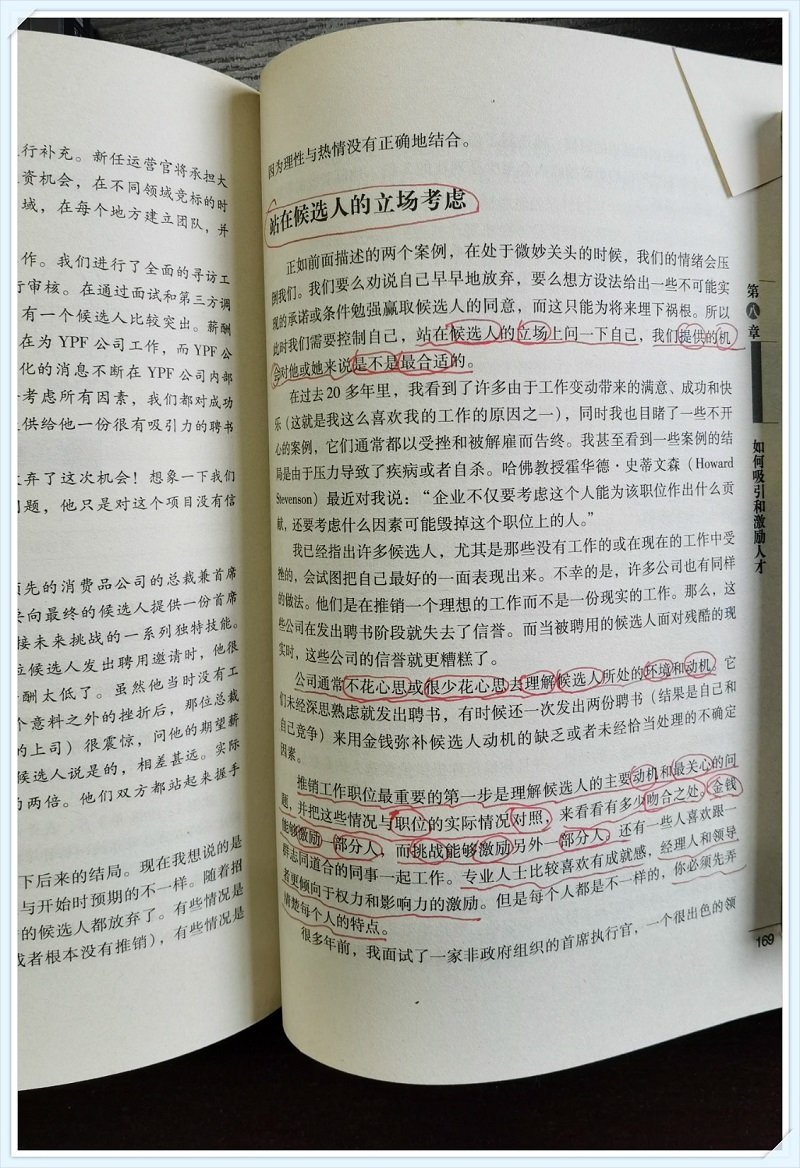 行补充。新任运营官将承担大
资机会，在不同领域竞标的时
域，在每个地方建立团队，并
作。我们进行了全面的寻访工
行审核。在通过面试和第三方调
有一个候选人比较突出。薪酬
在为 YPF 公司工作，而 YPF 公
化的消息不断在 YPF 公司内部
考虑所有因素，我们都对成功
供给他一份很有吸引力的聘书
弃了这次机会！想象一下我们
问题，他只是对这个项目没有信
领先的消费品公司的总裁兼首席
要向最终的候选人提供一份首席
接未来挑战的一系列独特技能。
位候选人发出聘用邀请时，他很
酬太低了。虽然他当时没有工
个意料之外的挫折后，那位总裁
的上司）很震惊，问他的期望薪
候选人说是的，相差甚远。实际
的两倍。他们双方都站起来握手
下后来的结局。现在我想说的是
与开始时预期的不一样。随着招
的候选人都放弃了。有些情况是
或者根本没有推销），有些情况是
因为理性与热情没有正确地结合。
站在候选人的立场考虑
正如前面描述的两个案例，在处于微妙关头的时候，我们的情绪会压
倒我们。我们要么劝说自己早早地放弃，要么想方设法给出一些不可能实
现的承诺或条件勉强赢取候选人的同意，而这只能为将来埋下祸根。所以
此时我们需要控制自己，站在候选人的立场上问一下自己，我们提供的机
会对他或她来说是不是最合适的。
在过去 20 多年里，我看到了许多由于工作变动带来的满意、成功和快
乐（这就是我这么喜欢我的工作的原因之一），同时我也目睹了一些不开
心的案例，它们通常都以受挫和被解雇而告终。我甚至看到一些案例的结
局是由于压力导致了疾病或者自杀。哈佛教授霍华德·史蒂文森（Howard
Stevenson）最近对我说：“企业不仅要考虑这个人能为该职位作出什么贡
献，还要考虑什么因素可能毁掉这个职位上的人。”
我已经指出许多候选人，尤其是那些没有工作的或在现在的工作中受
挫的，会试图把自己最好的一面表现出来。不幸的是，许多公司也有同样
的做法。他们是在推销一个理想的工作而不是一份现实的工作。那么，这
些公司在发出聘书阶段就失去了信誉。而当被聘用的候选人面对残酷的现
实时，这些公司的信誉就更糟糕了。
公司通常不花心思或很少花心思去理解候选人所处的环境和动机。它
们未经深思熟虑就发出聘书，有时候还一次发出两份聘书（结果是自己和
自己竞争）来用金钱弥补候选人动机的缺乏或者未经恰当处理的不确定
因素。
推销工作职位最重要的第一步是理解候选人的主要动机和最关心的问
题，并把这些情况与职位的实际情况对照，来看看有多少吻合之处。金钱
能够激励一部分人，而挑战能够激励另外一部分人，还有一些人喜欢跟一
群志同道合的同事一起工作。专业人士比较喜欢有成就感，经理人和领导
者更倾向于权力和影响力的激励。但是每个人都是不一样的，你必须先弄
清楚每个人的特点。
很多年前，我面试了一家非政府组织的首席执行官，一个很出色的领
第八章
如何吸引和激励人才
169